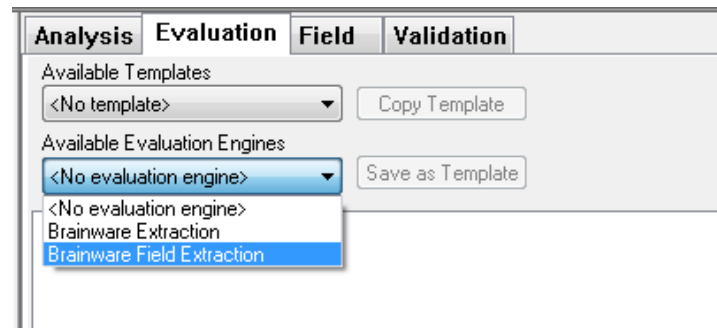 Analysis Evaluation Field Validation
Available Templates
<No template> Copy Template
Available Evaluation Engines
<No evaluation engine> Save as Template
<No evaluation engine>
Brainware Extraction
Brainware Field Extraction